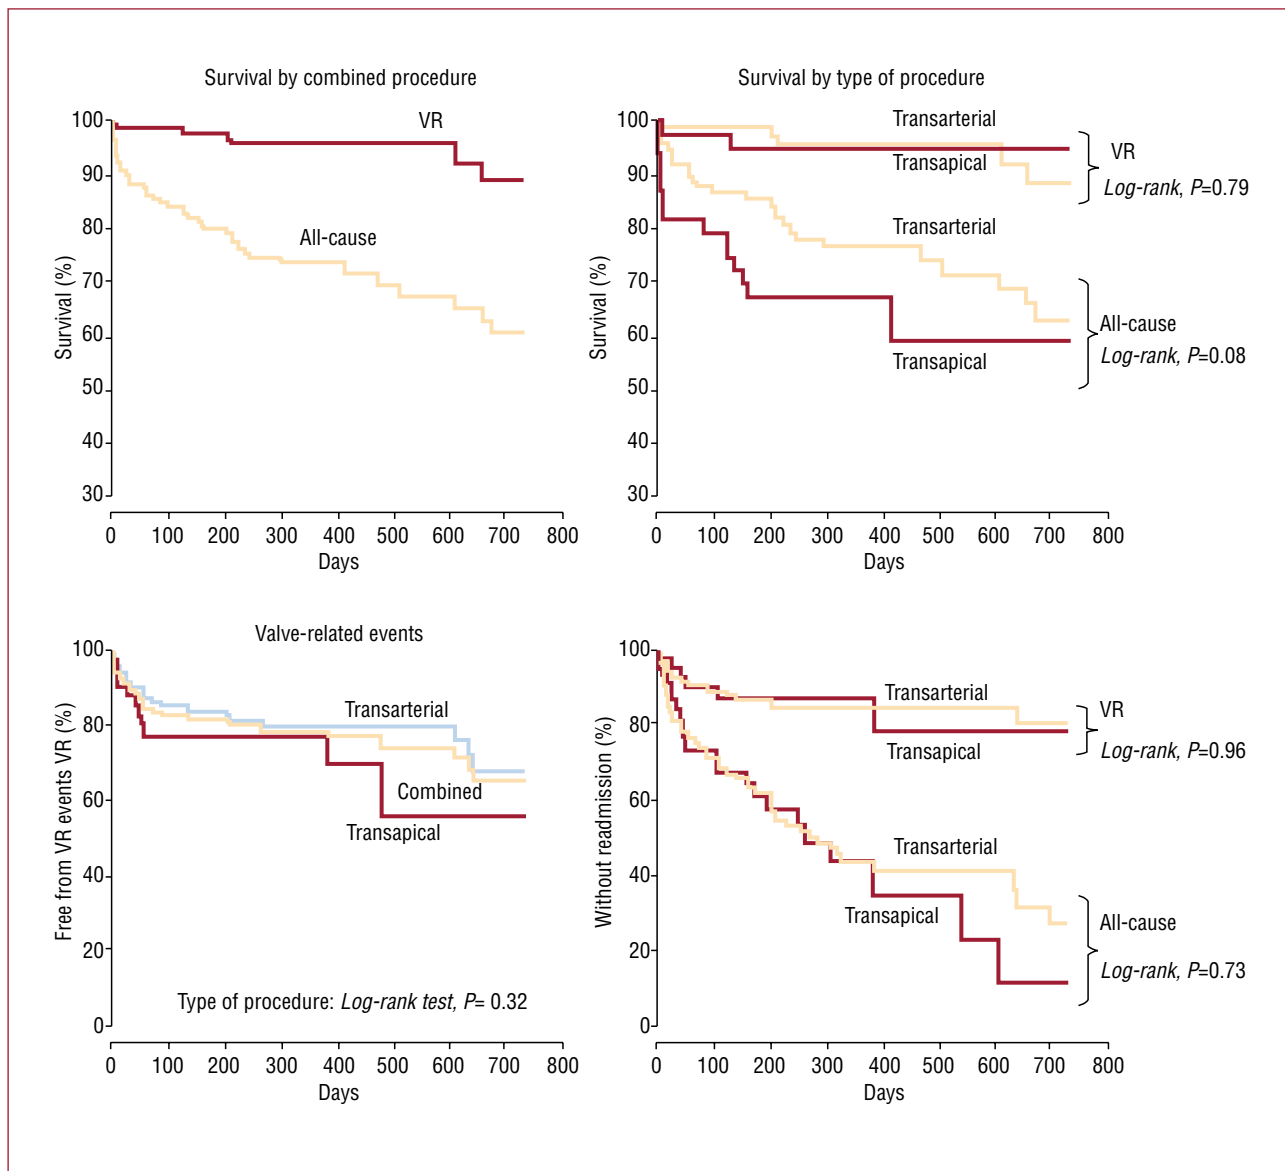 Survival by combined procedure
100
90
80
70
60
50
40
30
Survival (%)
VR
All-cause
0 100 200 300 400 500 600 700 800
Days
Survival by type of procedure
100
90
80
70
60
50
40
30
Survival (%)
Transarterial
Transapical
VR
Log-rank, P=0.79
Transarterial
Transapical
All-cause
Log-rank, P=0.08
0 100 200 300 400 500 600 700 800
Days
Valve-related events
100
80
60
40
20
0
Free from VR events VR (%)
Transarterial
Combined
Transapical
Type of procedure: Log-rank test, P= 0.32
0 100 200 300 400 500 600 700 800
Days
100
80
60
40
20
0
Without readmission (%)
Transarterial
Transapical
VR
Log-rank, P=0.96
Transarterial
Transapical
All-cause
Log-rank, P=0.73
0 100 200 300 400 500 600 700 800
Days